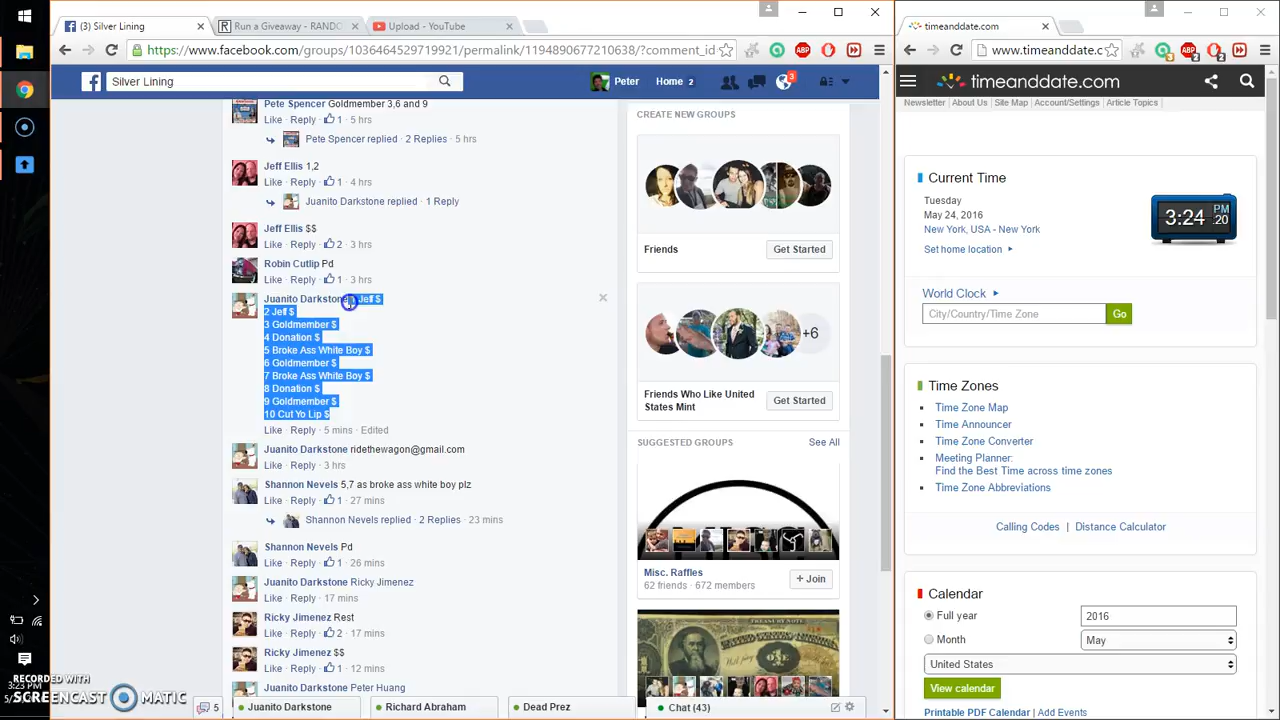 (3) Silver Lining
Run a Giveaway - RANDO
Upload - YouTube
https://www.facebook.com/groups/1036464529719921/permalink/1194890677210638/?comment_id
Silver Lining
Peter
Home 2
3
Pete Spencer Goldmember 3,6 and 9
Like · Reply · 1 · 5 hrs
Pete Spencer replied · 2 Replies · 5 hr
Jeff Ellis 1,2
Like · Reply · 1 · 4 hrs
Juanito Darkstone replied · 1 Reply
Jeff Ellis $$
Like · Reply · 2 · 3 hrs
Robin Cutlip Pd
Like · Reply · 1 · 3 hrs
Juanito Darkstone Jeff $
2 Jeff $
3 Goldmember $
4 Donation $
5 Broke Ass White Boy $
6 Goldmember $
7 Broke Ass White Boy $
8 Donation $
9 Goldmember $
10 Cut Yo Lip $
Like · Reply · 5 mins · Edited
Juanito Darkstone ridethewagon@gmail.com
Like · Reply · 3 hrs
Shannon Nevels 5,7 as broke ass white boy plz
Like · Reply · 1 · 27 mins
Shannon Nevels replied · 2 Replies · 23 mins
Shannon Nevels Pd
Like · Reply · 1 · 26 mins
Juanito Darkstone Ricky Jimenez
Like · Reply · 17 mins
Ricky Jimenez Rest
Like · Reply · 2 · 17 mins
Ricky Jimenez $$
Like · Reply · 1 · 12 mins
Juanito Darkstone Peter Huang
CREATE NEW GROUPS
Friends
Get Started
+6
Friends Who Like United
States Mint
Get Started
SUGGESTED GROUPS
See All
Misc. Raffles
62 friends · 672 members
+ Join
5
Juanito Darkstone
Richard Abraham
Dead Prez
Chat (43)
3:23 PM
RECORDED WITH
SCREENCAST MATIC
timeanddate.com
www.timeanddate.c
timeanddate.com
Newsletter
About Us
Site Map
Account/Settings
Article Topics
Current Time
Tuesday
May 24, 2016
New York, USA - New York
Set home location
3:24 PM 20
World Clock
City/Country/Time Zone
Go
Time Zones
Time Zone Map
Time Announcer
Time Zone Converter
Meeting Planner:
Find the Best Time across time zones
Time Zone Abbreviations
Calling Codes | Distance Calculator
Calendar
Full year
2016
Month
May
United States
View calendar
Printable PDF Calendar | Add Events